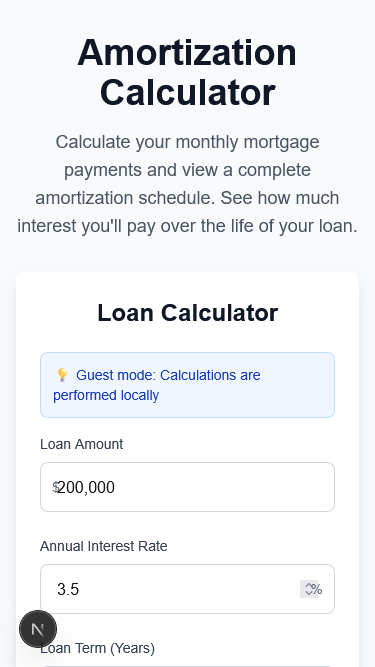 Amortization
Calculator
Calculate your monthly mortgage
payments and view a complete
amortization schedule. See how much
interest you'll pay over the life of your loan.
Loan Calculator
💡 Guest mode: Calculations are
performed locally
Loan Amount
$200,000
Annual Interest Rate
3.5 %
N
Loan Term (Years)